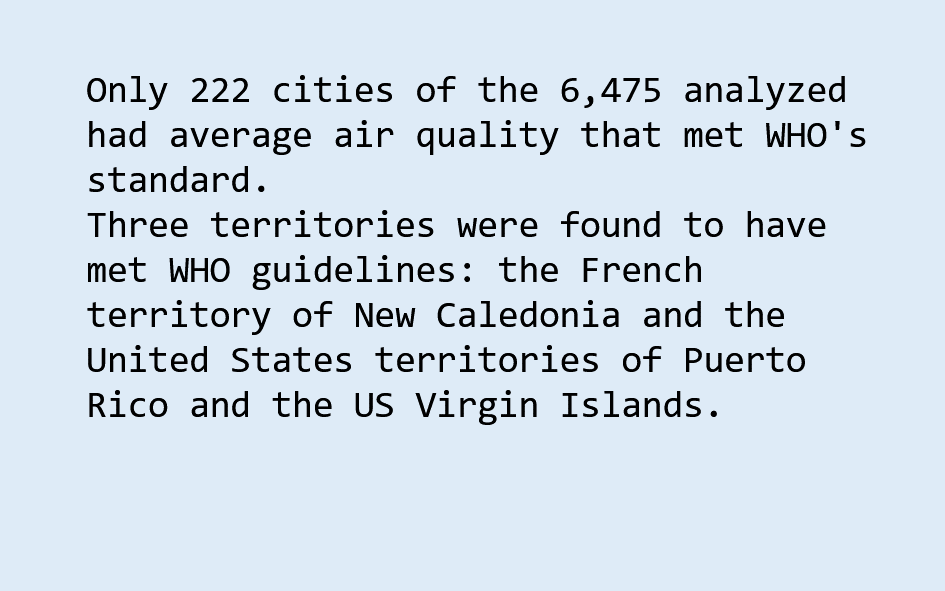 Only 222 cities of the 6,475 analyzed
had average air quality that met WHO's
standard.
Three territories were found to have
met WHO guidelines: the French
territory of New Caledonia and the
United States territories of Puerto
Rico and the US Virgin Islands.